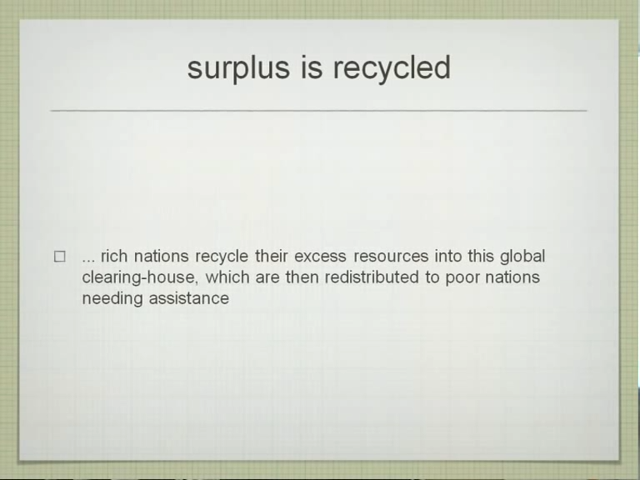 surplus is recycled
... rich nations recycle their excess resources into this global
clearing-house, which are then redistributed to poor nations
needing assistance